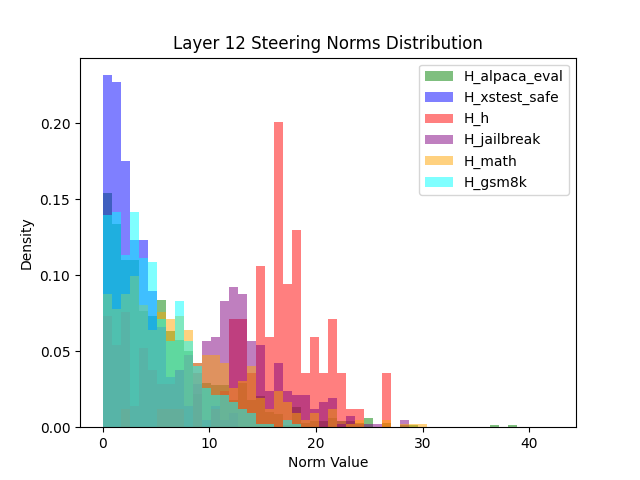 Layer 12 Steering Norms Distribution
H_alpaca_eval
H_xstest_safe
H_h
H_jailbreak
H_math
H_gsm8k
Density
0.20
0.15
0.10
0.05
0.00
0 10 20 30 40
Norm Value